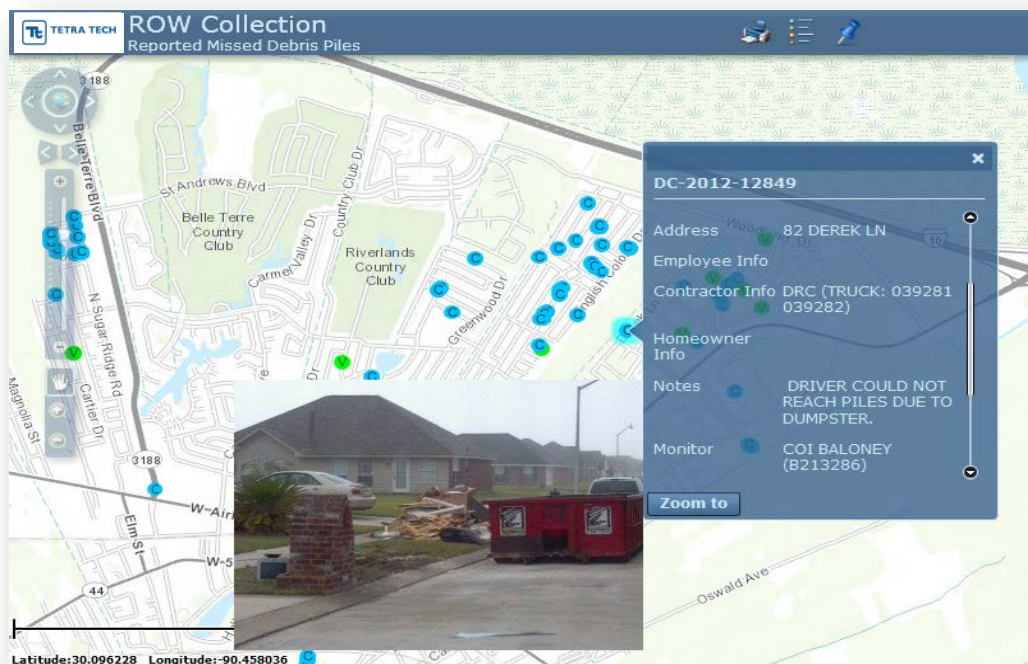 TETRA TECH
ROW Collection
Reported Missed Debris Piles
3188
Belle Terre Blvd
St Andrews Blvd
Country Club Dr
Belle Terre
Country
Club
Carmel Valley Dr
Riverlands
Country
Club
Greenwood Dr
N Sugar Ridge Rd
Magnolia St
Cartier Dr
3188
Elm St
44
DC-2012-12849
Address 82 DEREK LN
Employee Info
Contractor Info DRC (TRUCK: 039281
039282)
Homeowner
Info
Notes DRIVER COULD NOT
REACH PILES DUE TO
DUMPSTER.
Monitor COI BALONEY
(B213286)
Zoom to
Woodland Dr
10
Oswald Ave
Latitude:30.096228 Longitude:-90.458036